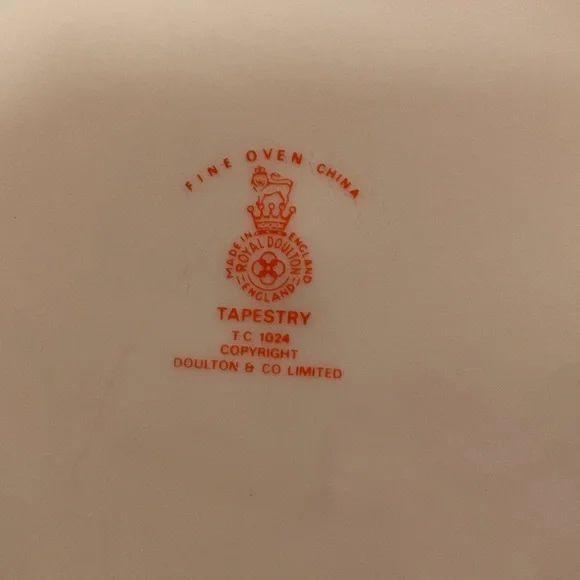 FINE OVEN CHINA
MADE IN ENGLAND
ROYAL DOULTON
ENGLAND
TAPESTRY
T.C. 1024
COPYRIGHT
DOULTON & CO LIMITED